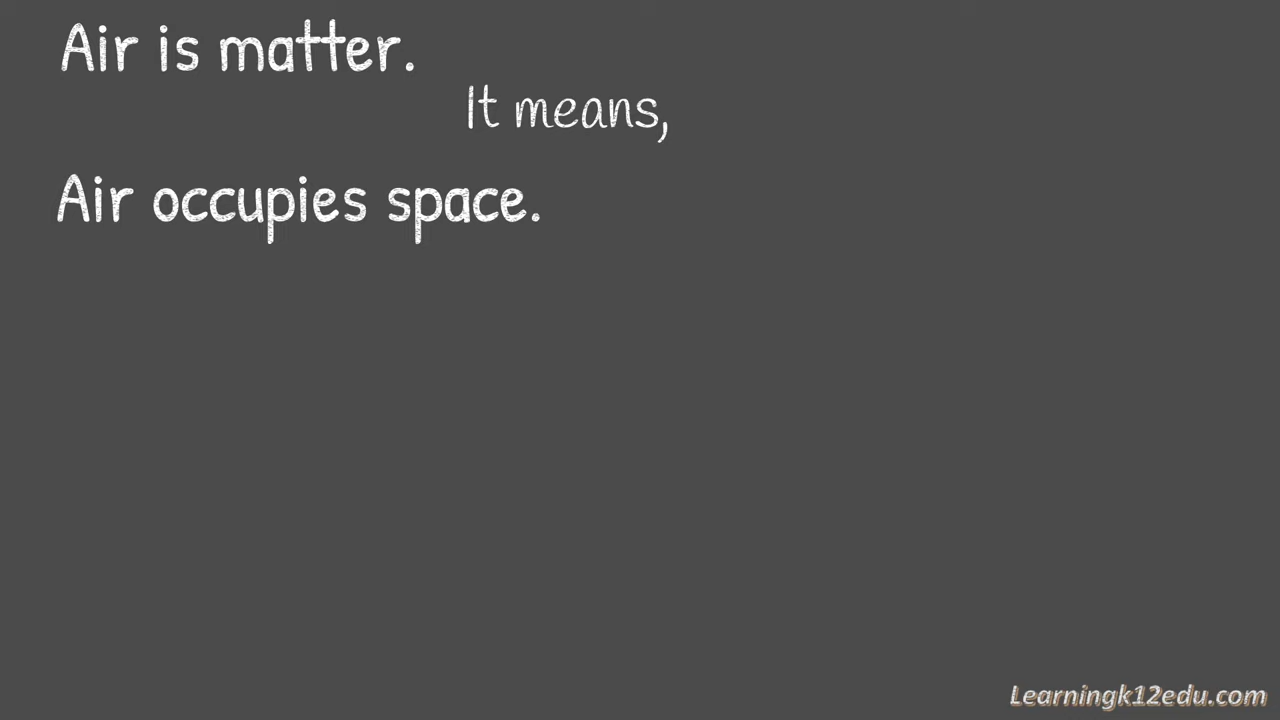 Air is matter.
It means,
Air occupies space.
Learningk12edu.com